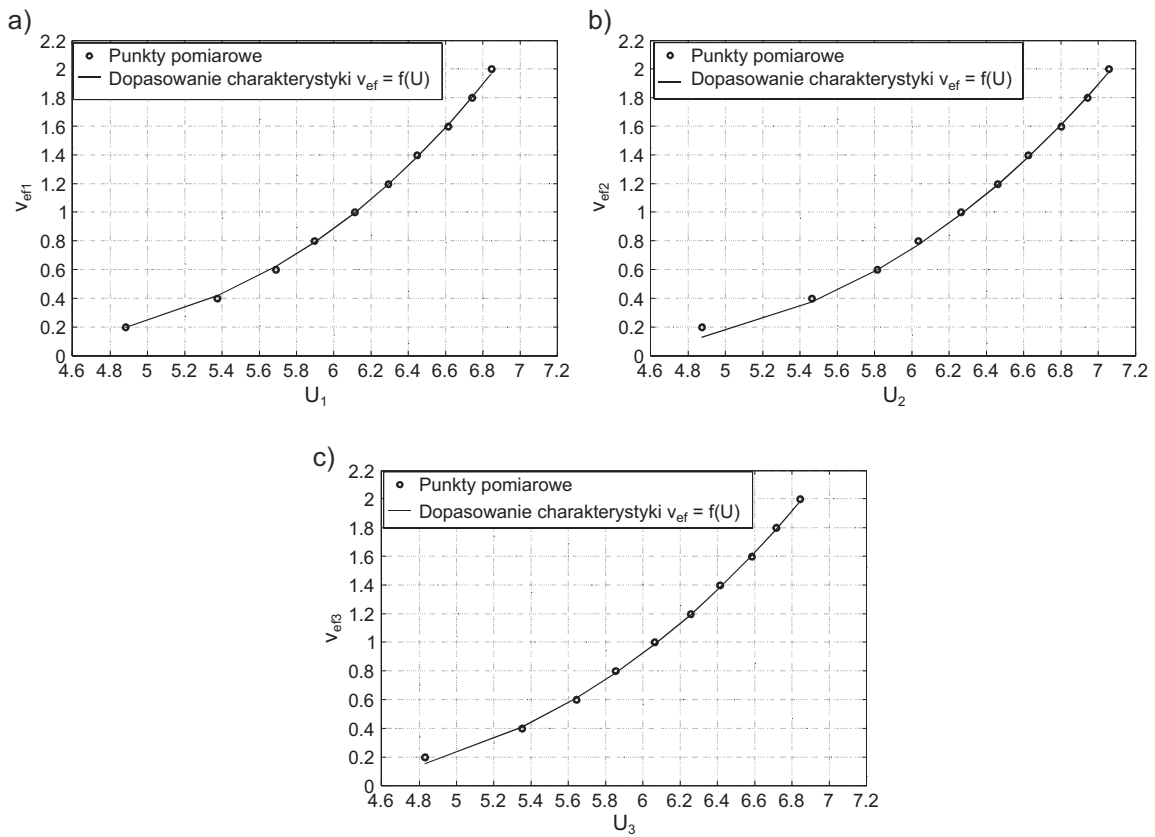 a)
2.2
2
1.8
1.6
1.4
1.2
1
0.8
0.6
0.4
0.2
0
v_ef1
Punkty pomiarowe
Dopasowanie charakterystyki v_ef = f(U)
4.6 4.8 5 5.2 5.4 5.6 5.8 6 6.2 6.4 6.6 6.8 7 7.2
U_1
b)
2.2
2
1.8
1.6
1.4
1.2
1
0.8
0.6
0.4
0.2
0
v_ef2
Punkty pomiarowe
Dopasowanie charakterystyki v_ef = f(U)
4.6 4.8 5 5.2 5.4 5.6 5.8 6 6.2 6.4 6.6 6.8 7 7.2
U_2
c)
2.2
2
1.8
1.6
1.4
1.2
1
0.8
0.6
0.4
0.2
0
v_ef3
Punkty pomiarowe
Dopasowanie charakterystyki v_ef = f(U)
4.6 4.8 5 5.2 5.4 5.6 5.8 6 6.2 6.4 6.6 6.8 7 7.2
U_3